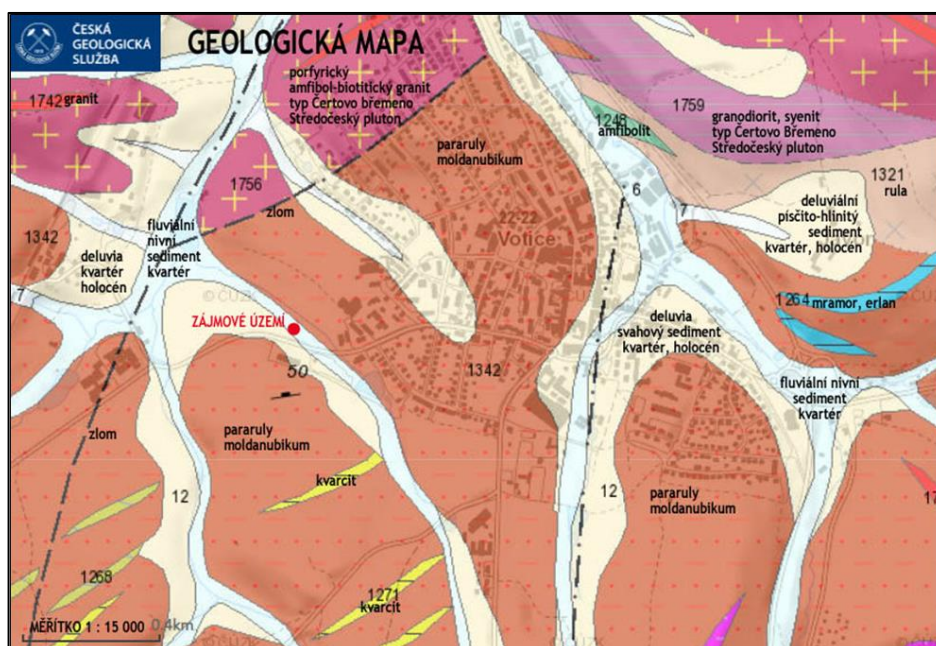 ČESKÁ
GEOLOGICKÁ
SLUŽBA
GEOLOGICKÁ MAPA
porfyrický
amfibol-biotitický granit
typ Čertovo břemeno
Středočeský pluton
1742
granit
1248
amfibolit
1759
granodiorit, syenit
typ Čertovo Břemeno
Středočeský pluton
pararuly
moldanubikum
1756
zlom
6
7
1321
rula
deluviální
písčito-hlinitý
sediment
kvartér, holocén
22-22
Votice
1342
deluvia
kvartér
holocén
fluviální
nivní
sediment
kvartér
7
© ČÚZK
ZÁJMOVÉ ÚZEMÍ
1264
mramor, erlan
deluvia
svahový sediment
kvartér, holocén
50
1342
fluviální nivní
sediment
kvartér
zlom
pararuly
moldanubikum
kvarcit
12
12
pararuly
moldanubikum
1268
1271
kvarcit
MĚŘÍTKO 1 : 15 000
0,4km
© ČÚZK